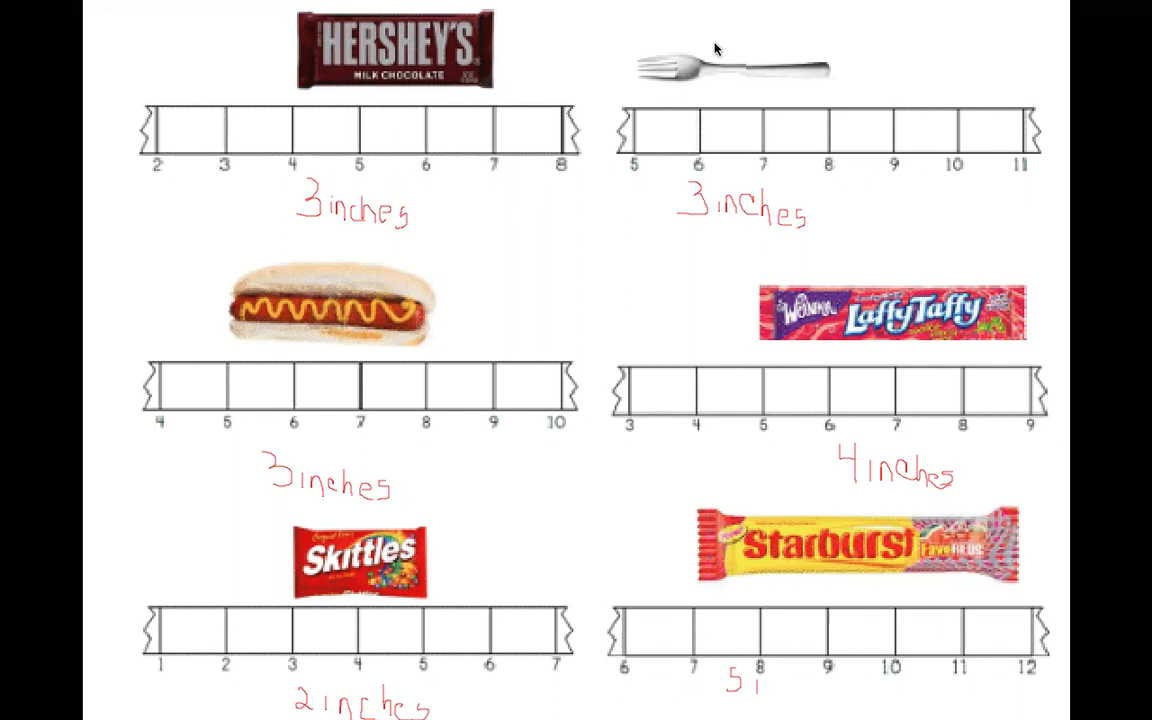 HERSHEY'S
MILK CHOCOLATE
2 3 4 5 6 7 8
3 inches
5 6 7 8 9 10 11
3 inches
4 5 6 7 8 9 10
3 inches
WONKA
Laffy Taffy
3 4 5 6 7 8 9
4 inches
Skittles
1 2 3 4 5 6 7
2 inches
Starburst
FaveREDS
6 7 8 9 10 11 12
5 i